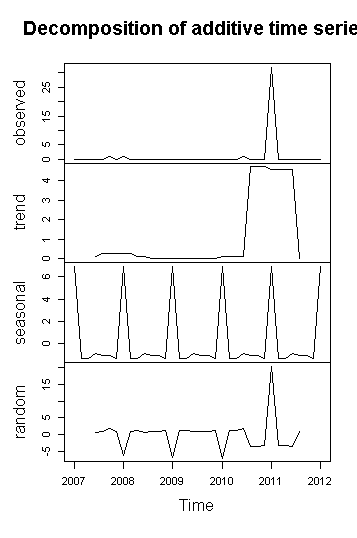 Decomposition of additive time serie
observed
0 5 15 25
trend
0 1 2 3 4
seasonal
0 2 4 6
random
-5 0 5 15
2007 2008 2009 2010 2011 2012
Time